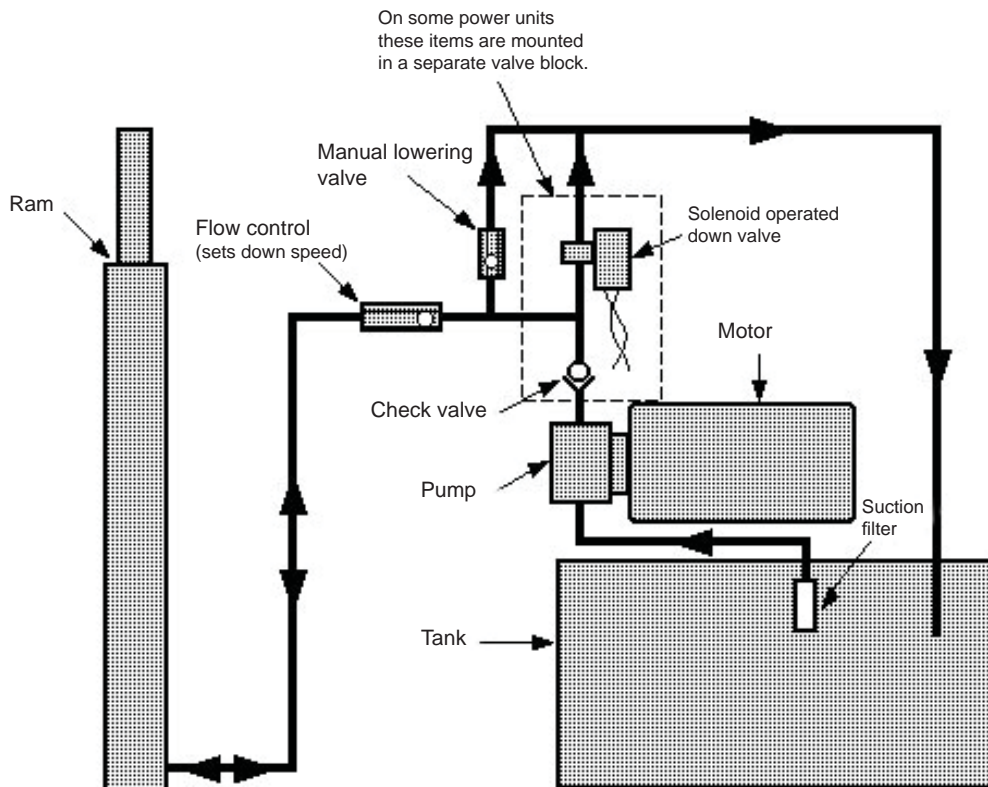 On some power units
these items are mounted
in a separate valve block.
Manual lowering
valve
Ram
Flow control
(sets down speed)
Solenoid operated
down valve
Motor
Check valve
Pump
Suction
filter
Tank